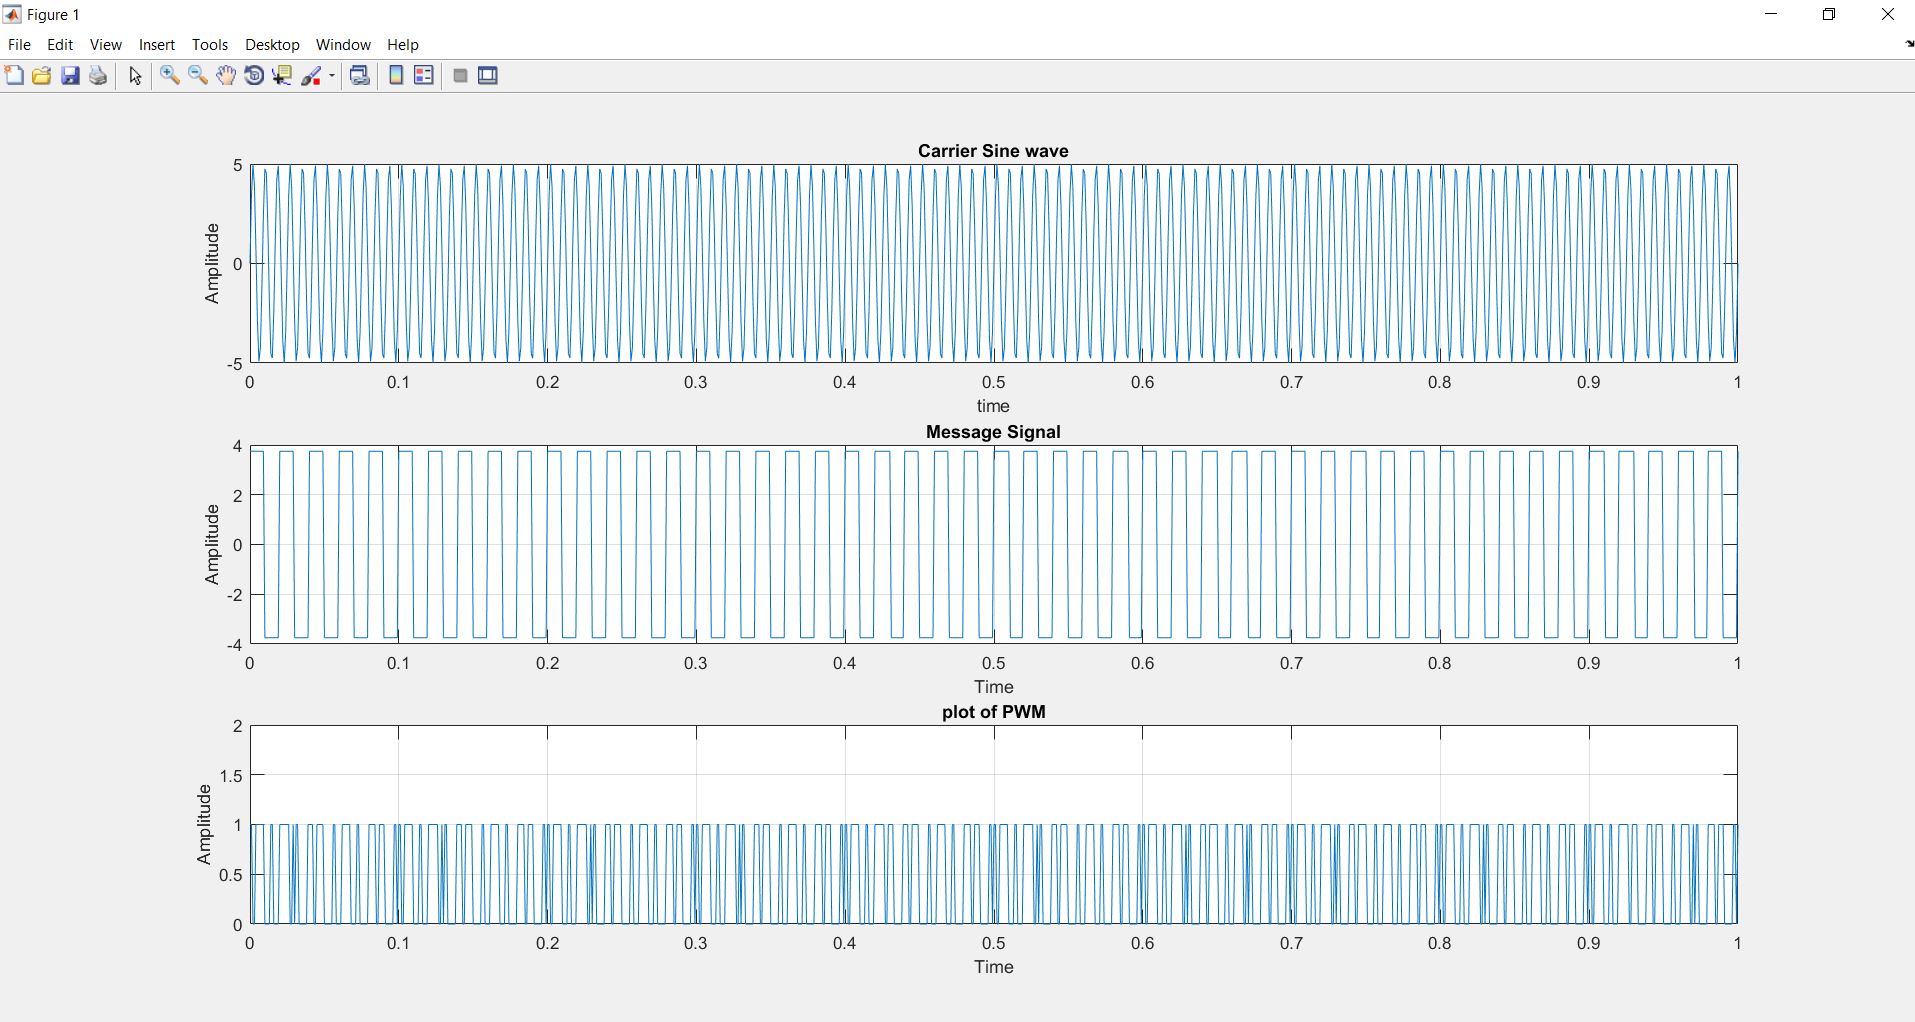 Figure 1
File Edit View Insert Tools Desktop Window Help
Carrier Sine wave
5
0
-5
Amplitude
0 0.1 0.2 0.3 0.4 0.5 0.6 0.7 0.8 0.9 1
time
Message Signal
4
2
0
-2
-4
Amplitude
0 0.1 0.2 0.3 0.4 0.5 0.6 0.7 0.8 0.9 1
Time
plot of PWM
2
1.5
1
0.5
0
Amplitude
0 0.1 0.2 0.3 0.4 0.5 0.6 0.7 0.8 0.9 1
Time